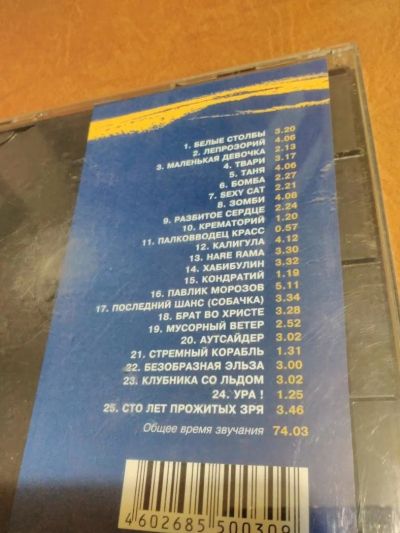 1. БЕЛЫЕ СТОЛБЫ 3.20
2. ЛЕПРОЗОРИЙ 4.06
3. МАЛЕНЬКАЯ ДЕВОЧКА 2.13
4. ТВАРИ 3.17
5. ТАНЯ 4.06
6. БОМБА 2.27
7. SEXY CAT 2.21
8. ЗОМБИ 4.08
9. РАЗБИТОЕ СЕРДЦЕ 2.24
10. КРЕМАТОРИЙ 1.20
11. ПАЛКОВВОДЕЦ КРАСС 0.57
12. КАЛИГУЛА 4.12
13. HARE RAMA 3.30
14. ХАБИБУЛИН 3.32
15. КОНДРАТИЙ 1.19
16. ПАВЛИК МОРОЗОВ 5.11
17. ПОСЛЕДНИЙ ШАНС (СОБАЧКА) 3.34
18. БРАТ ВО ХРИСТЕ 3.28
19. МУСОРНЫЙ ВЕТЕР 2.52
20. АУТСАЙДЕР 3.02
21. СТРЕМНЫЙ КОРАБЛЬ 1.31
22. БЕЗОБРАЗНАЯ ЭЛЬЗА 3.00
23. КЛУБНИКА СО ЛЬДОМ 3.02
24. УРА ! 1.25
25. СТО ЛЕТ ПРОЖИТЫХ ЗРЯ 3.46
Общее время звучания 74.03
4 602685 500309